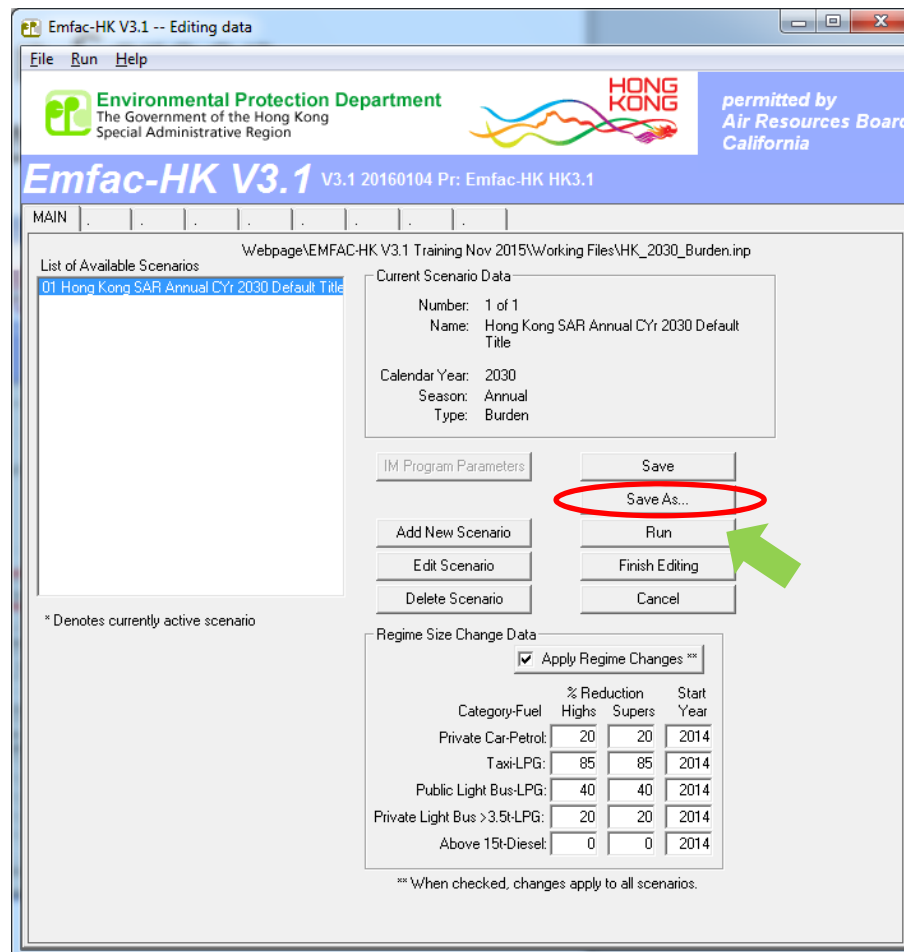 Emfac-HK V3.1 -- Editing data
File Run Help
Environmental Protection Department
The Government of the Hong Kong
Special Administrative Region
HONG
KONG
permitted by
Air Resources Board
California
Emfac-HK V3.1 V3.1 20160104 Pr: Emfac-HK HK3.1
MAIN . . . . . . . .
Webpage\EMFAC-HK V3.1 Training Nov 2015\Working Files\HK_2030_Burden.inp
List of Available Scenarios
01 Hong Kong SAR Annual CYr 2030 Default Title
* Denotes currently active scenario
Current Scenario Data
Number: 1 of 1
Name: Hong Kong SAR Annual CYr 2030 Default
Title
Calendar Year: 2030
Season: Annual
Type: Burden
IM Program Parameters Save
Save As...
Add New Scenario Run
Edit Scenario Finish Editing
Delete Scenario Cancel
Regime Size Change Data
Apply Regime Changes **
% Reduction Start
Category-Fuel Highs Supers Year
Private Car-Petrol: 20 20 2014
Taxi-LPG: 85 85 2014
Public Light Bus-LPG: 40 40 2014
Private Light Bus >3.5t-LPG: 20 20 2014
Above 15t-Diesel: 0 0 2014
** When checked, changes apply to all scenarios.